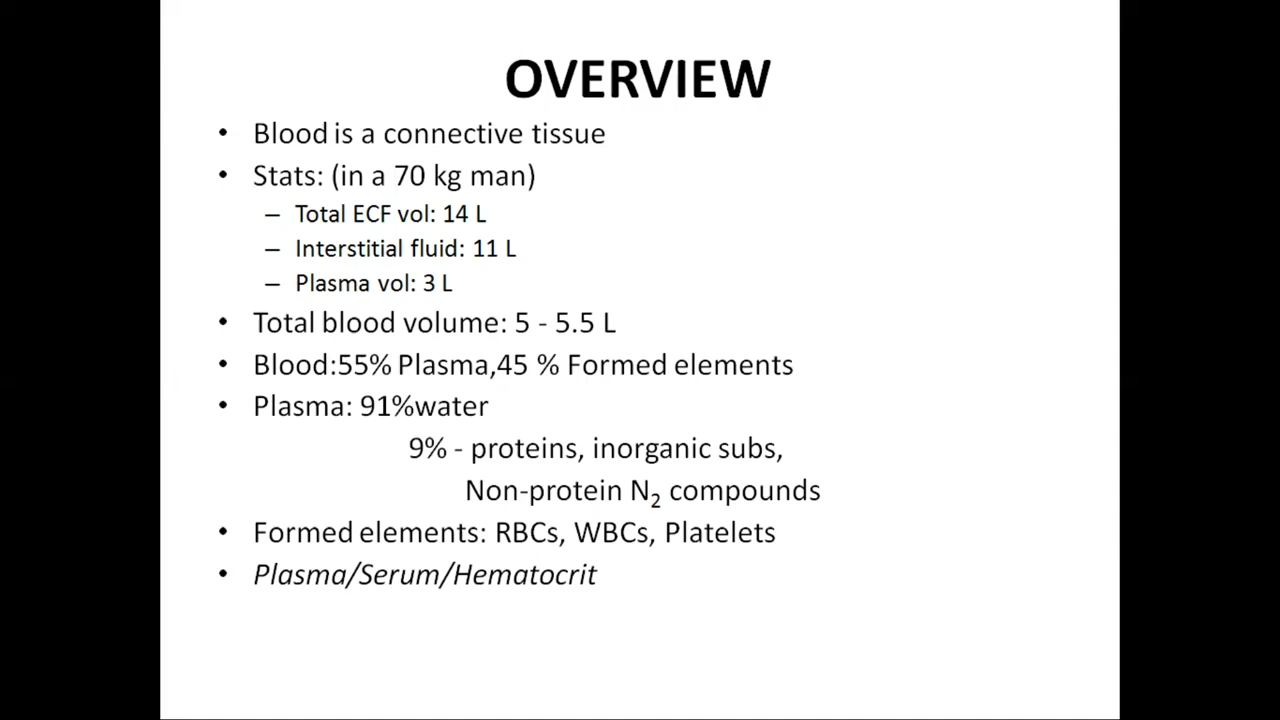 OVERVIEW
• Blood is a connective tissue
• Stats: (in a 70 kg man)
– Total ECF vol: 14 L
– Interstitial fluid: 11 L
– Plasma vol: 3 L
• Total blood volume: 5 - 5.5 L
• Blood:55% Plasma,45 % Formed elements
• Plasma: 91%water
9% - proteins, inorganic subs,
Non-protein N₂ compounds
• Formed elements: RBCs, WBCs, Platelets
• Plasma/Serum/Hematocrit